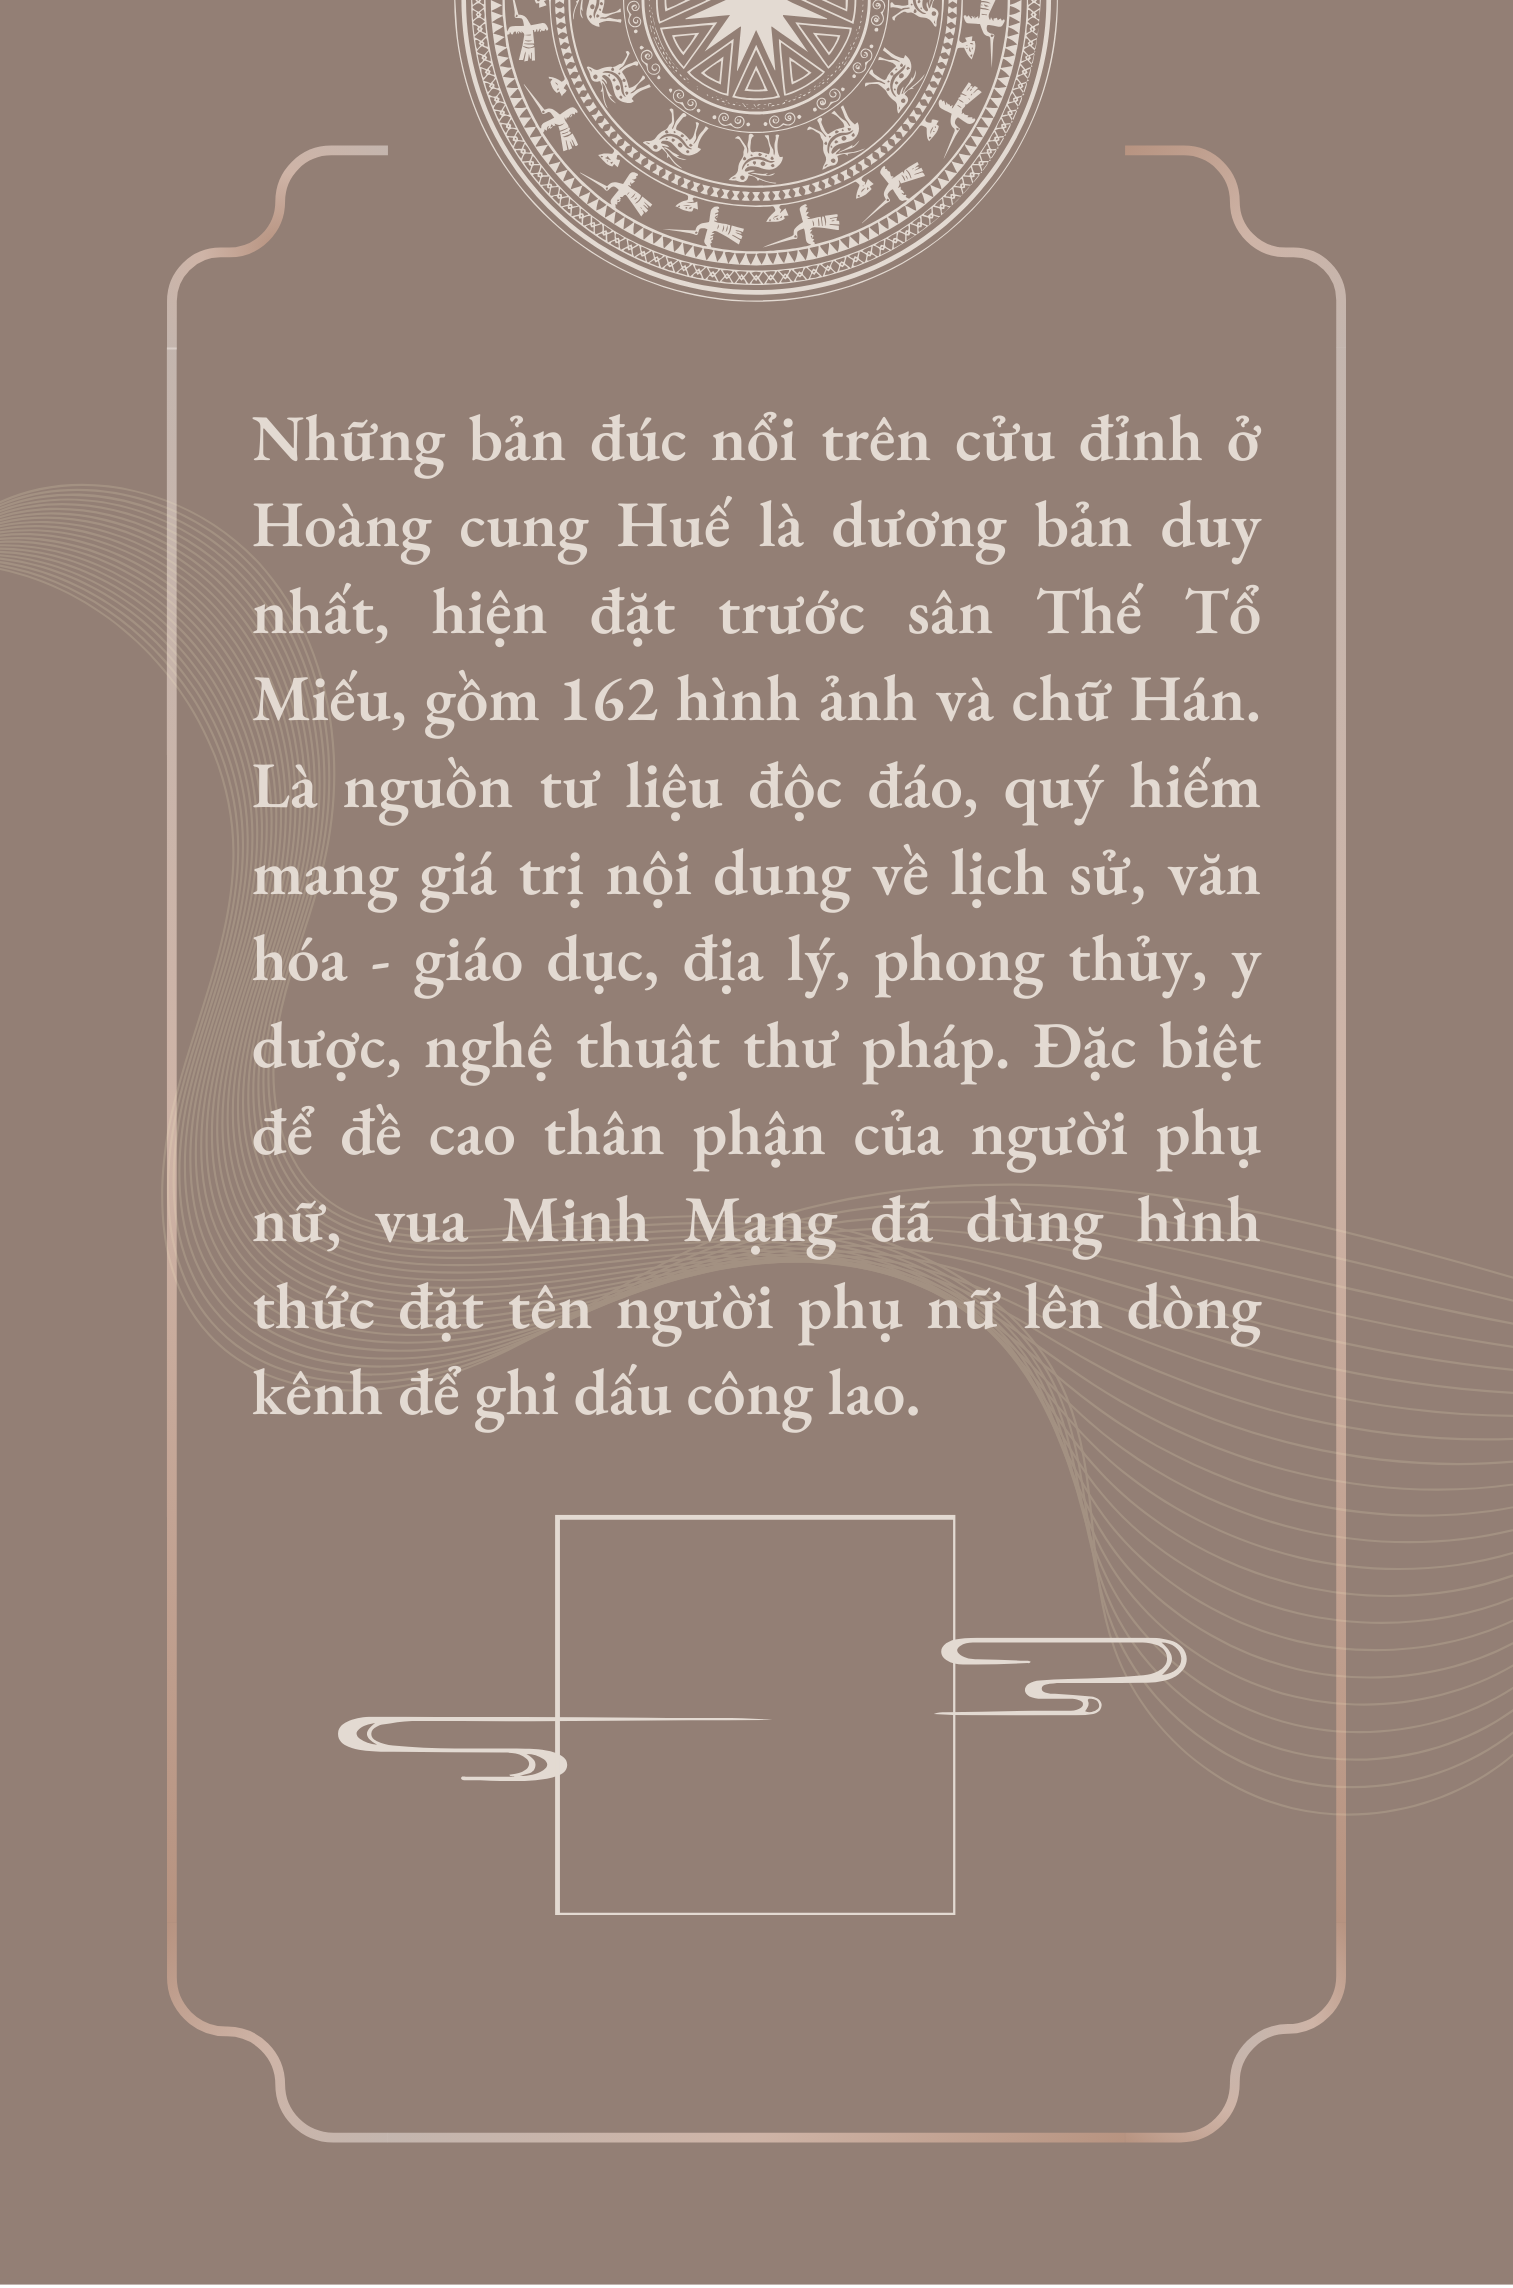 Những bản đúc nổi trên cửu đỉnh ở
Hoàng cung Huế là dương bản duy
nhất, hiện đặt trước sân Thế Tổ
Miếu, gồm 162 hình ảnh và chữ Hán.
Là nguồn tư liệu độc đáo, quý hiếm
mang giá trị nội dung về lịch sử, văn
hóa - giáo dục, địa lý, phong thủy, y
dược, nghệ thuật thư pháp. Đặc biệt
để đề cao thân phận của người phụ
nữ, vua Minh Mạng đã dùng hình
thức đặt tên người phụ nữ lên dòng
kênh để ghi dấu công lao.